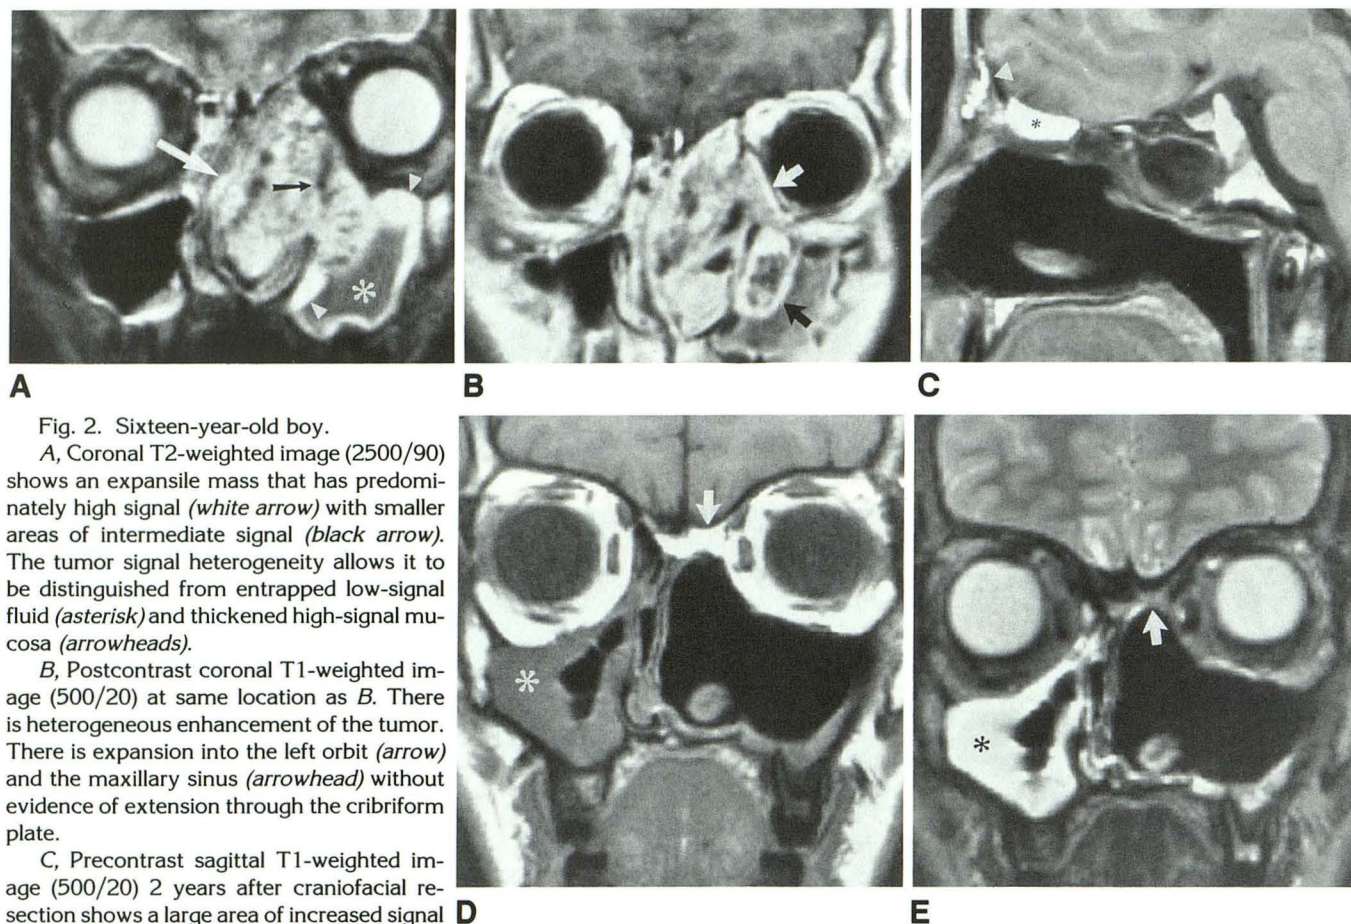 A
B
C
Fig. 2. Sixteen-year-old boy.
A, Coronal T2-weighted image (2500/90)
shows an expansile mass that has predomi-
nately high signal (white arrow) with smaller
areas of intermediate signal (black arrow).
The tumor signal heterogeneity allows it to
be distinguished from entrapped low-signal
fluid (asterisk) and thickened high-signal mu-
cosa (arrowheads).
B, Postcontrast coronal T1-weighted im-
age (500/20) at same location as B. There
is heterogeneous enhancement of the tumor.
There is expansion into the left orbit (arrow)
and the maxillary sinus (arrowhead) without
evidence of extension through the cribriform
plate.
C, Precontrast sagittal T1-weighted im-
age (500/20) 2 years after craniofacial re-
section shows a large area of increased signal
D
E